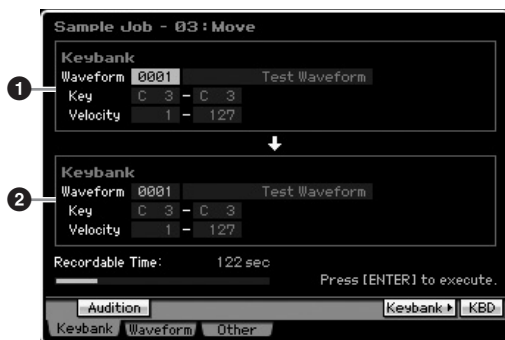 Sample Job - 03:Move
Keybank
1 Waveform 0001 Test Waveform
Key C 3 - C 3
Velocity 1 - 127
Keybank
2 Waveform 0001 Test Waveform
Key C 3 - C 3
Velocity 1 - 127
Recordable Time: 122 sec
Press [ENTER] to execute.
Audition Keybank KBD
Keybank Waveform Other